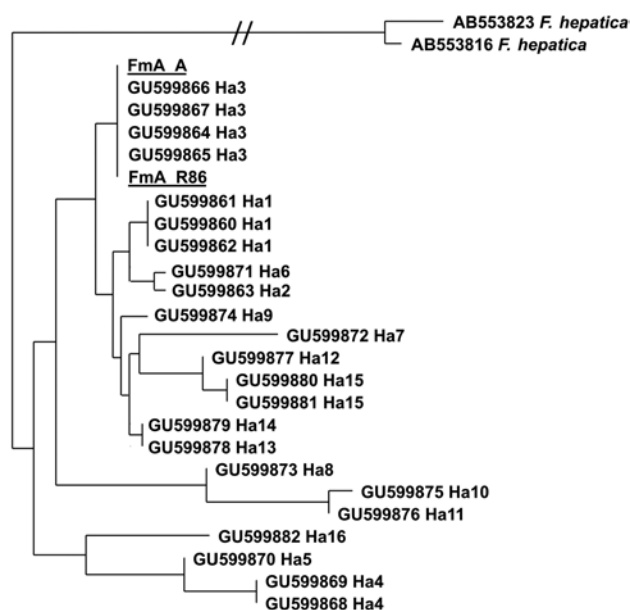 AB553823 F. hepatica
AB553816 F. hepatica
FmA_A
GU599866 Ha3
GU599867 Ha3
GU599864 Ha3
GU599865 Ha3
FmA_R86
GU599861 Ha1
GU599860 Ha1
GU599862 Ha1
GU599871 Ha6
GU599863 Ha2
GU599874 Ha9
GU599872 Ha7
GU599877 Ha12
GU599880 Ha15
GU599881 Ha15
GU599879 Ha14
GU599878 Ha13
GU599873 Ha8
GU599875 Ha10
GU599876 Ha11
GU599882 Ha16
GU599870 Ha5
GU599869 Ha4
GU599868 Ha4